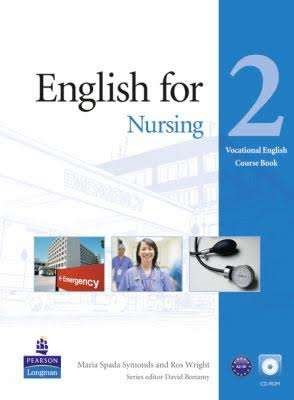 English for
Nursing
2
Vocational English
Course Book
Emergency
Maria Spada Symonds and Ros Wright
Series editor David Bonamy
PEARSON
Longman
CD-ROM